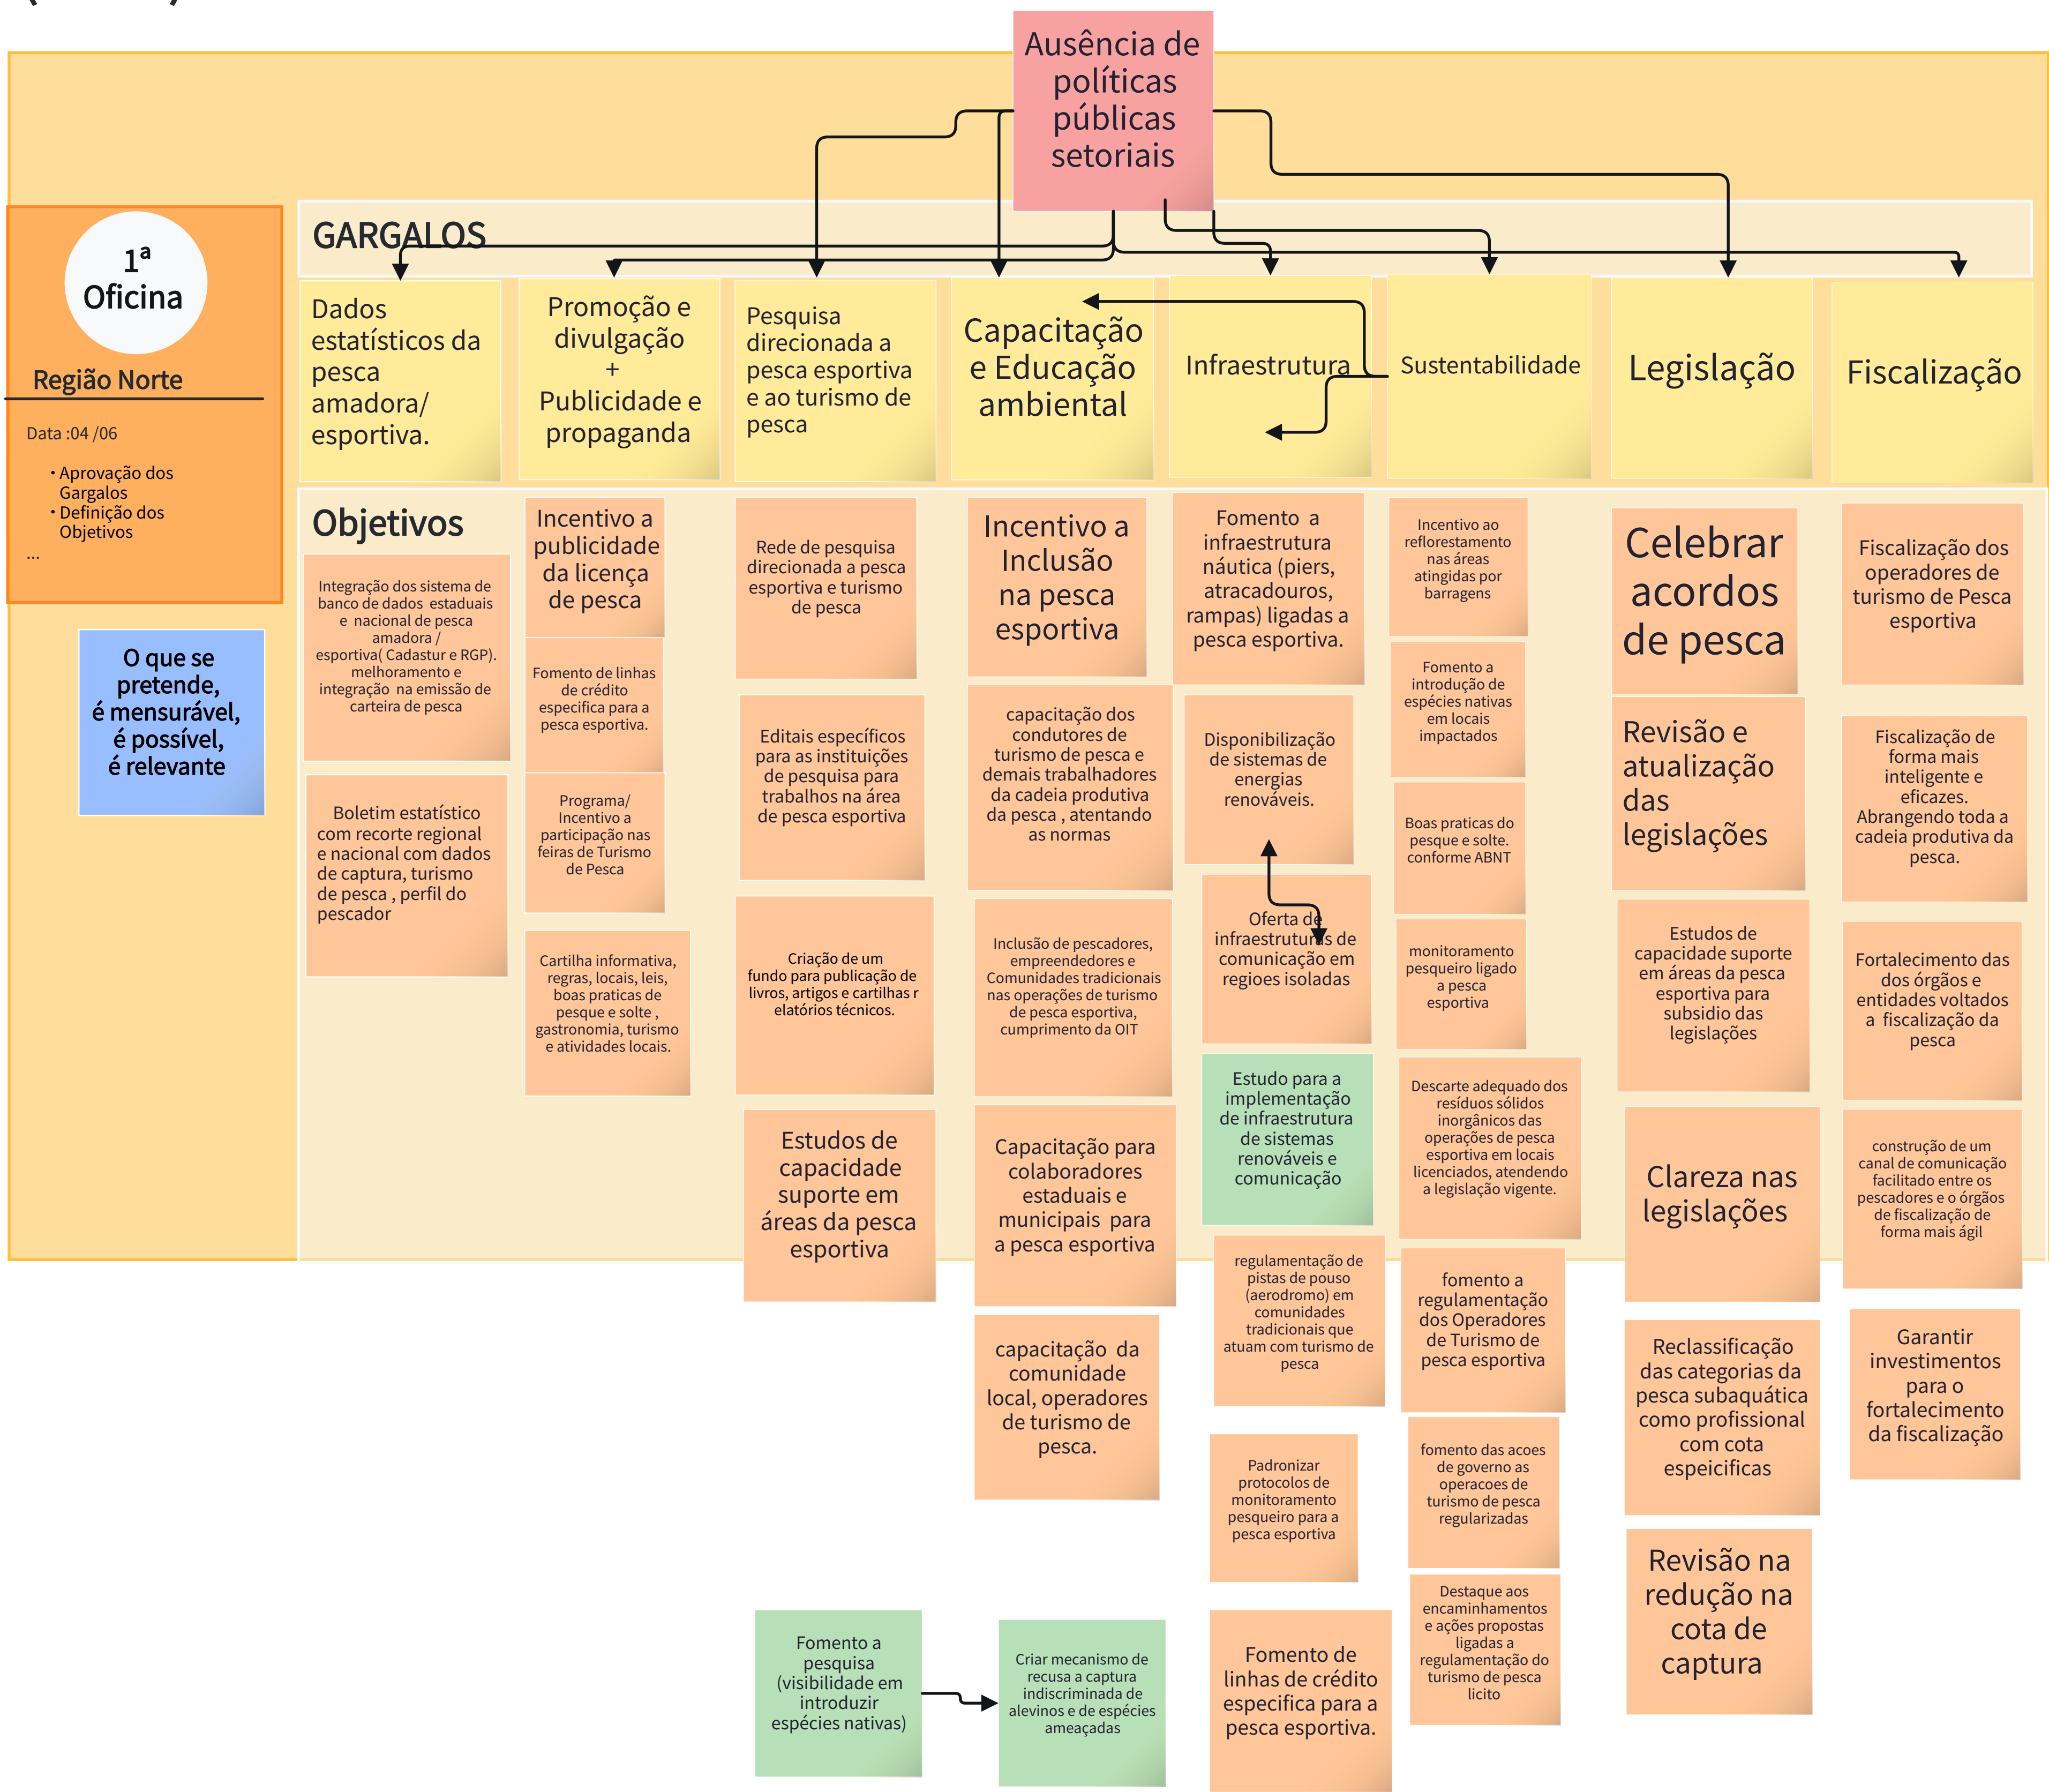 Ausência de
políticas
públicas
setoriais
1ª
Oficina
Região Norte
Data :04 /06
• Aprovação dos
Gargalos
• Definição dos
Objetivos
...
O que se
pretende,
é mensurável,
é possível,
é relevante
GARGALOS
Dados
estatísticos da
pesca
amadora/
esportiva.
Promoção e
divulgação
+
Publicidade e
propaganda
Pesquisa
direcionada a
pesca esportiva
e ao turismo de
pesca
Capacitação
e Educação
ambiental
Infraestrutura
Sustentabilidade
Legislação
Fiscalização
Objetivos
Integração dos sistema de
banco de dados estaduais
e nacional de pesca
amadora /
esportiva( Cadastur e RGP).
melhoramento e
integração na emissão de
carteira de pesca
Boletim estatístico
com recorte regional
e nacional com dados
de captura, turismo
de pesca , perfil do
pescador
Incentivo a
publicidade
da licença
de pesca
Fomento de linhas
de crédito
especifica para a
pesca esportiva.
Programa/
Incentivo a
participação nas
feiras de Turismo
de Pesca
Cartilha informativa,
regras, locais, leis,
boas praticas de
pesque e solte ,
gastronomia, turismo
e atividades locais.
Rede de pesquisa
direcionada a pesca
esportiva e turismo
de pesca
Editais específicos
para as instituições
de pesquisa para
trabalhos na área
de pesca esportiva
Criação de um
fundo para publicação de
livros, artigos e cartilhas r
elatórios técnicos.
Estudos de
capacidade
suporte em
áreas da pesca
esportiva
Fomento a
pesquisa
(visibilidade em
introduzir
espécies nativas)
Incentivo a
Inclusão
na pesca
esportiva
capacitação dos
condutores de
turismo de pesca e
demais trabalhadores
da cadeia produtiva
da pesca , atentando
as normas
Inclusão de pescadores,
empreendedores e
Comunidades tradicionais
nas operações de turismo
de pesca esportiva,
cumprimento da OIT
Capacitação para
colaboradores
estaduais e
municipais para
a pesca esportiva
capacitação da
comunidade
local, operadores
de turismo de
pesca.
Criar mecanismo de
recusa a captura
indiscriminada de
alevinos e de espécies
ameaçadas
Fomento a
infraestrutura
náutica (piers,
atracadouros,
rampas) ligadas a
pesca esportiva.
Disponibilização
de sistemas de
energias
renováveis.
Oferta de
infraestruturas de
comunicação em
regioes isoladas
Estudo para a
implementação
de infraestrutura
de sistemas
renováveis e
comunicação
regulamentação de
pistas de pouso
(aerodromo) em
comunidades
tradicionais que
atuam com turismo de
pesca
Padronizar
protocolos de
monitoramento
pesqueiro para a
pesca esportiva
Fomento de
linhas de crédito
especifica para a
pesca esportiva.
Incentivo ao
reflorestamento
nas áreas
atingidas por
barragens
Fomento a
introdução de
espécies nativas
em locais
impactados
Boas praticas do
pesque e solte.
conforme ABNT
monitoramento
pesqueiro ligado
a pesca
esportiva
Descarte adequado dos
resíduos sólidos
inorgânicos das
operações de pesca
esportiva em locais
licenciados, atendendo
a legislação vigente.
fomento a
regulamentação
dos Operadores
de Turismo de
pesca esportiva
fomento das acoes
de governo as
operacoes de
turismo de pesca
regularizadas
Destaque aos
encaminhamentos
e ações propostas
ligadas a
regulamentação do
turismo de pesca
licito
Celebrar
acordos
de pesca
Revisão e
atualização
das
legislações
Estudos de
capacidade suporte
em áreas da pesca
esportiva para
subsidio das
legislações
Clareza nas
legislações
Reclassificação
das categorias da
pesca subaquática
como profissional
com cota
espeicificas
Revisão na
redução na
cota de
captura
Fiscalização dos
operadores de
turismo de Pesca
esportiva
Fiscalização de
forma mais
inteligente e
eficazes.
Abrangendo toda a
cadeia produtiva da
pesca.
Fortalecimento das
dos órgãos e
entidades voltados
a fiscalização da
pesca
construção de um
canal de comunicação
facilitado entre os
pescadores e o órgãos
de fiscalização de
forma mais ágil
Garantir
investimentos
para o
fortalecimento
da fiscalização